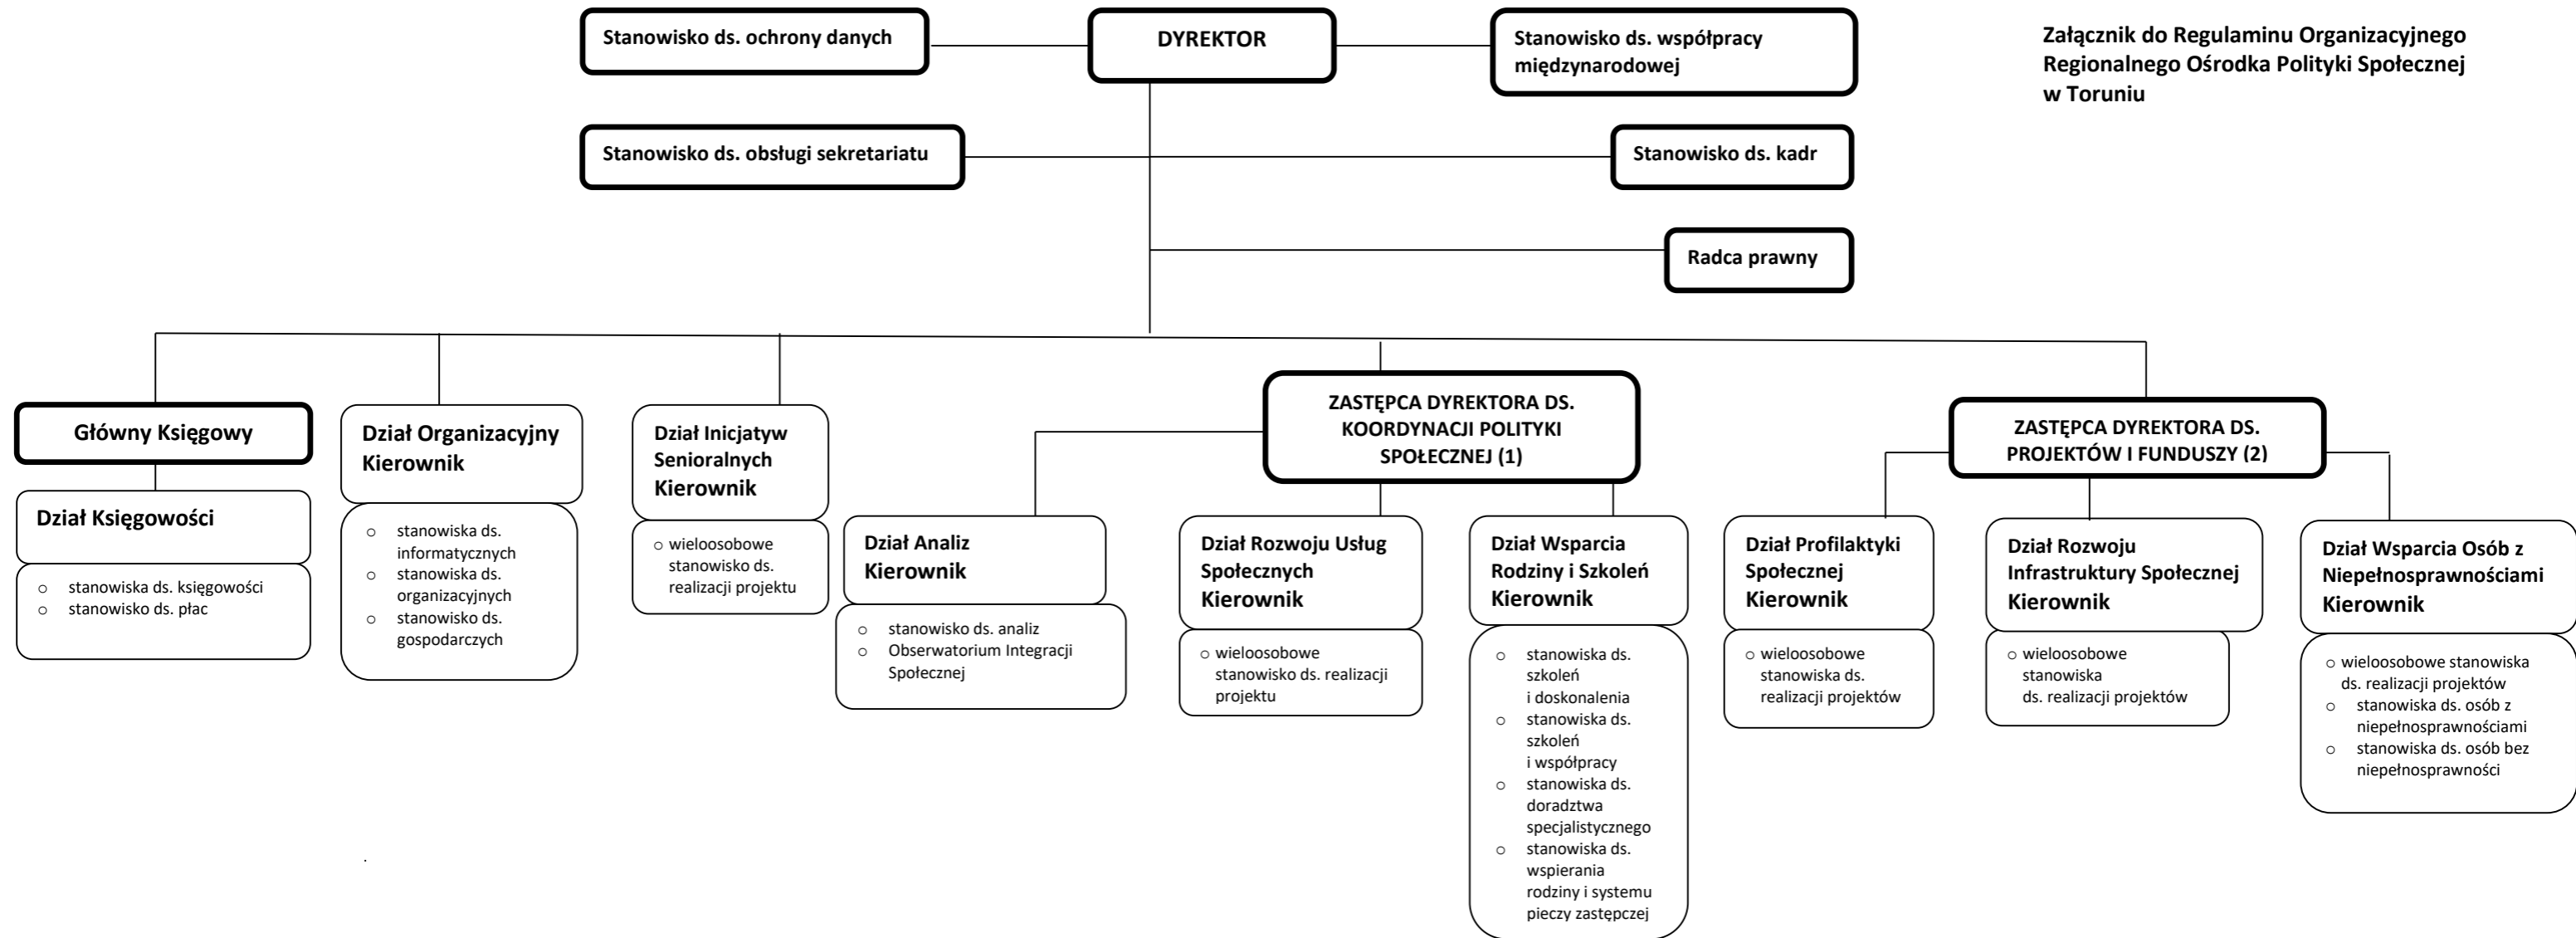 Stanowisko ds. ochrony danych
DYREKTOR
Stanowisko ds. współpracy
międzynarodowej
Załącznik do Regulaminu Organizacyjnego
Regionalnego Ośrodka Polityki Społecznej
w Toruniu
Stanowisko ds. obsługi sekretariatu
Stanowisko ds. kadr
Radca prawny
Główny Księgowy
Dział Księgowości
o stanowiska ds. księgowości
o stanowisko ds. płac
Dział Organizacyjny
Kierownik
o stanowiska ds.
informatycznych
o stanowiska ds.
organizacyjnych
o stanowisko ds.
gospodarczych
Dział Inicjatyw
Senioralnych
Kierownik
o wieloosobowe
stanowisko ds.
realizacji projektu
ZASTĘPCA DYREKTORA DS.
KOORDYNACJI POLITYKI
SPOŁECZNEJ (1)
Dział Analiz
Kierownik
o stanowisko ds. analiz
o Obserwatorium Integracji
Społecznej
Dział Rozwoju Usług
Społecznych
Kierownik
o wieloosobowe
stanowisko ds. realizacji
projektu
Dział Wsparcia
Rodziny i Szkoleń
Kierownik
o stanowiska ds.
szkoleń
i doskonalenia
o stanowiska ds.
szkoleń
i współpracy
o stanowiska ds.
doradztwa
specjalistycznego
o stanowiska ds.
wspierania
rodziny i systemu
pieczy zastępczej
ZASTĘPCA DYREKTORA DS.
PROJEKTÓW I FUNDUSZY (2)
Dział Profilaktyki
Społecznej
Kierownik
o wieloosobowe
stanowiska ds.
realizacji projektów
Dział Rozwoju
Infrastruktury Społecznej
Kierownik
o wieloosobowe
stanowiska
ds. realizacji projektów
Dział Wsparcia Osób z
Niepełnosprawnościami
Kierownik
o wieloosobowe stanowiska
ds. realizacji projektów
o stanowiska ds. osób z
niepełnosprawnościami
o stanowiska ds. osób bez
niepełnosprawności
.